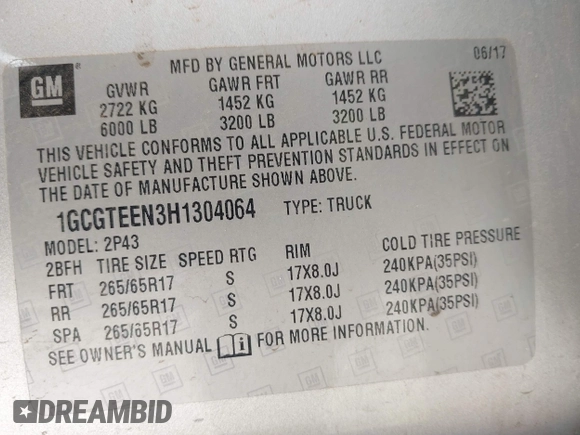 GM
MFD BY GENERAL MOTORS LLC 06/17
GVWR GAWR FRT GAWR RR
2722 KG 1452 KG 1452 KG
6000 LB 3200 LB 3200 LB
THIS VEHICLE CONFORMS TO ALL APPLICABLE U.S. FEDERAL MOTOR
VEHICLE SAFETY AND THEFT PREVENTION STANDARDS IN EFFECT ON
THE DATE OF MANUFACTURE SHOWN ABOVE.
1GCGTEEN3H1304064 TYPE: TRUCK
MODEL: 2P43
2BFH TIRE SIZE SPEED RTG RIM COLD TIRE PRESSURE
FRT 265/65R17 S 17X8.0J 240KPA(35PSI)
RR 265/65R17 S 17X8.0J 240KPA(35PSI)
SPA 265/65R17 S 17X8.0J 240KPA(35PSI)
SEE OWNER'S MANUAL FOR MORE INFORMATION.
DREAMBID